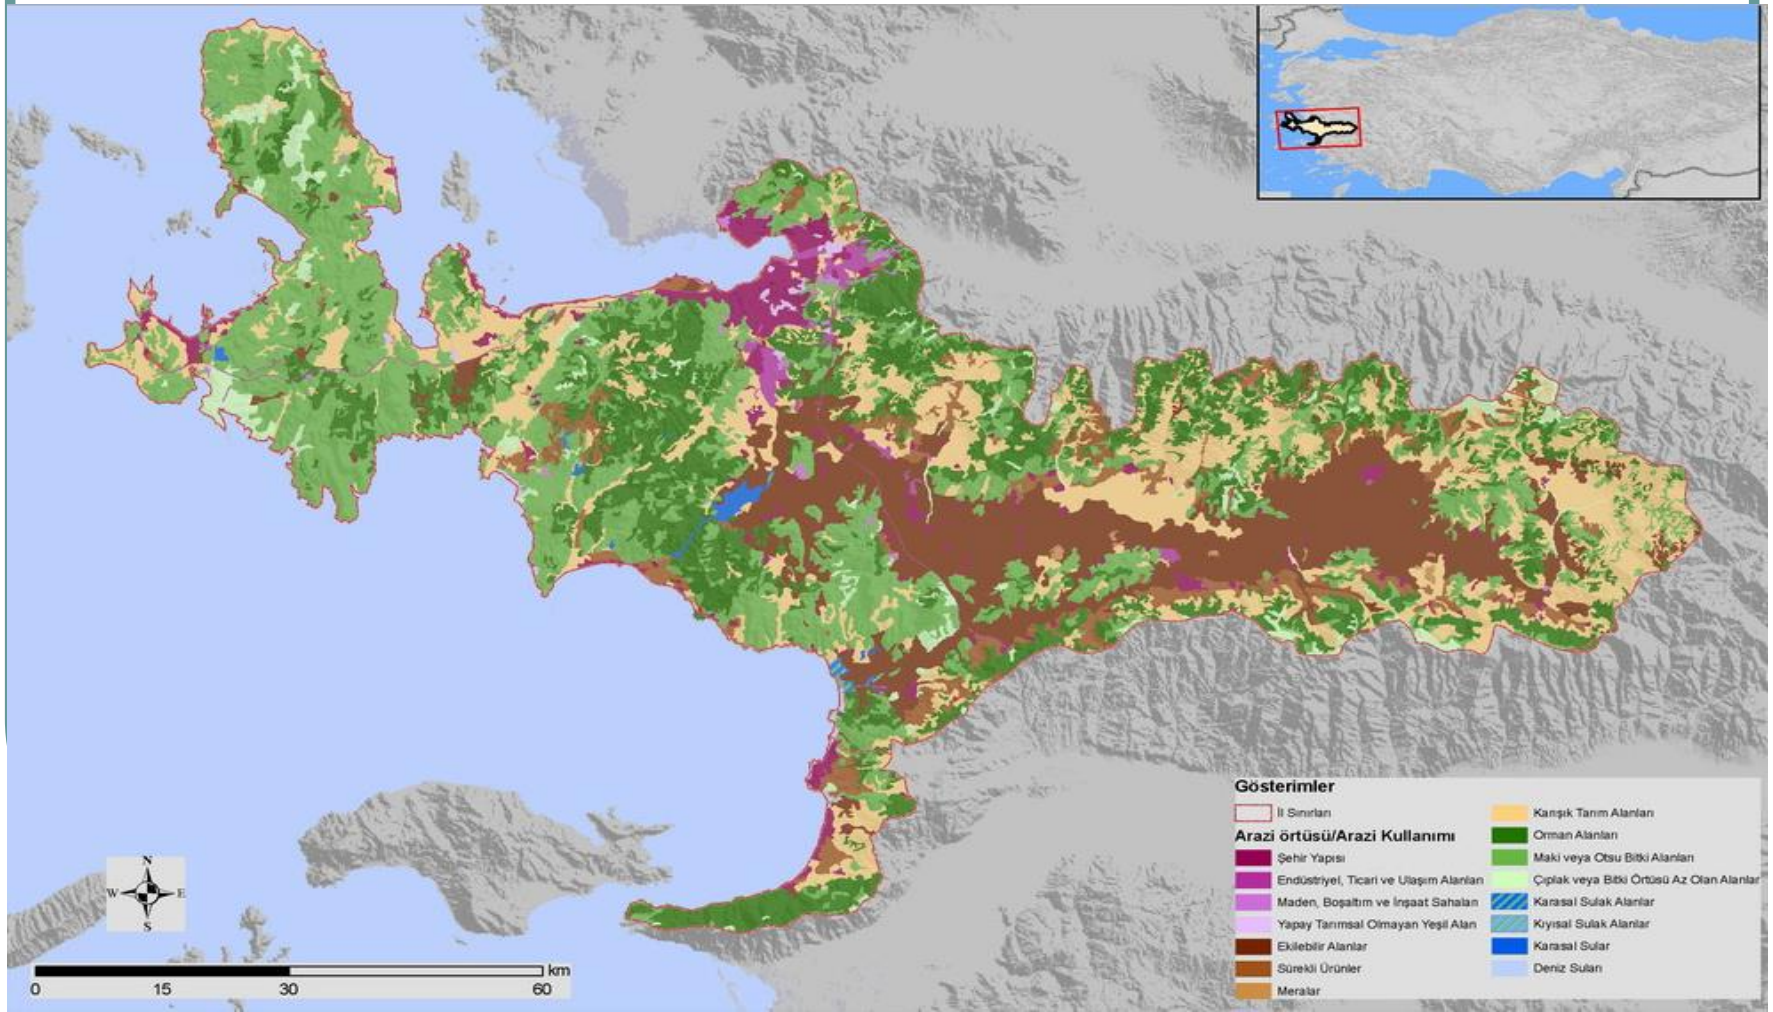 N
W E
S
km
0 15 30 60
Gösterimler
İl Sınırları
Arazi örtüsü/Arazi Kullanımı
Şehir Yapısı
Endüstriyel, Ticari ve Ulaşım Alanları
Maden, Boşaltım ve İnşaat Sahaları
Yapay Tarımsal Olmayan Yeşil Alan
Ekilebilir Alanlar
Sürekli Ürünler
Meralar
Karışık Tarım Alanları
Orman Alanları
Maki veya Otsu Bitki Alanları
Çıplak veya Bitki Örtüsü Az Olan Alanlar
Karasal Sulak Alanlar
Kıyısal Sulak Alanlar
Karasal Sular
Deniz Suları